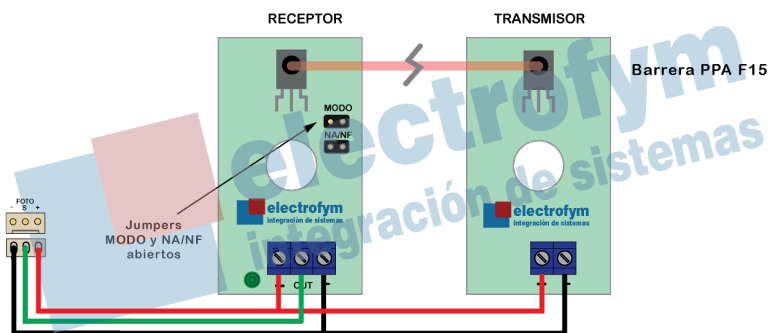 RECEPTOR
TRANSMISOR
Barrera PPA F15
MODO
NA/NF
electrofym
integración de sistemas
FOTO
- S +
Jumpers
MODO y NA/NF
abiertos
electrofym
integración de sistemas
electrofym
integración de sistemas
OUT